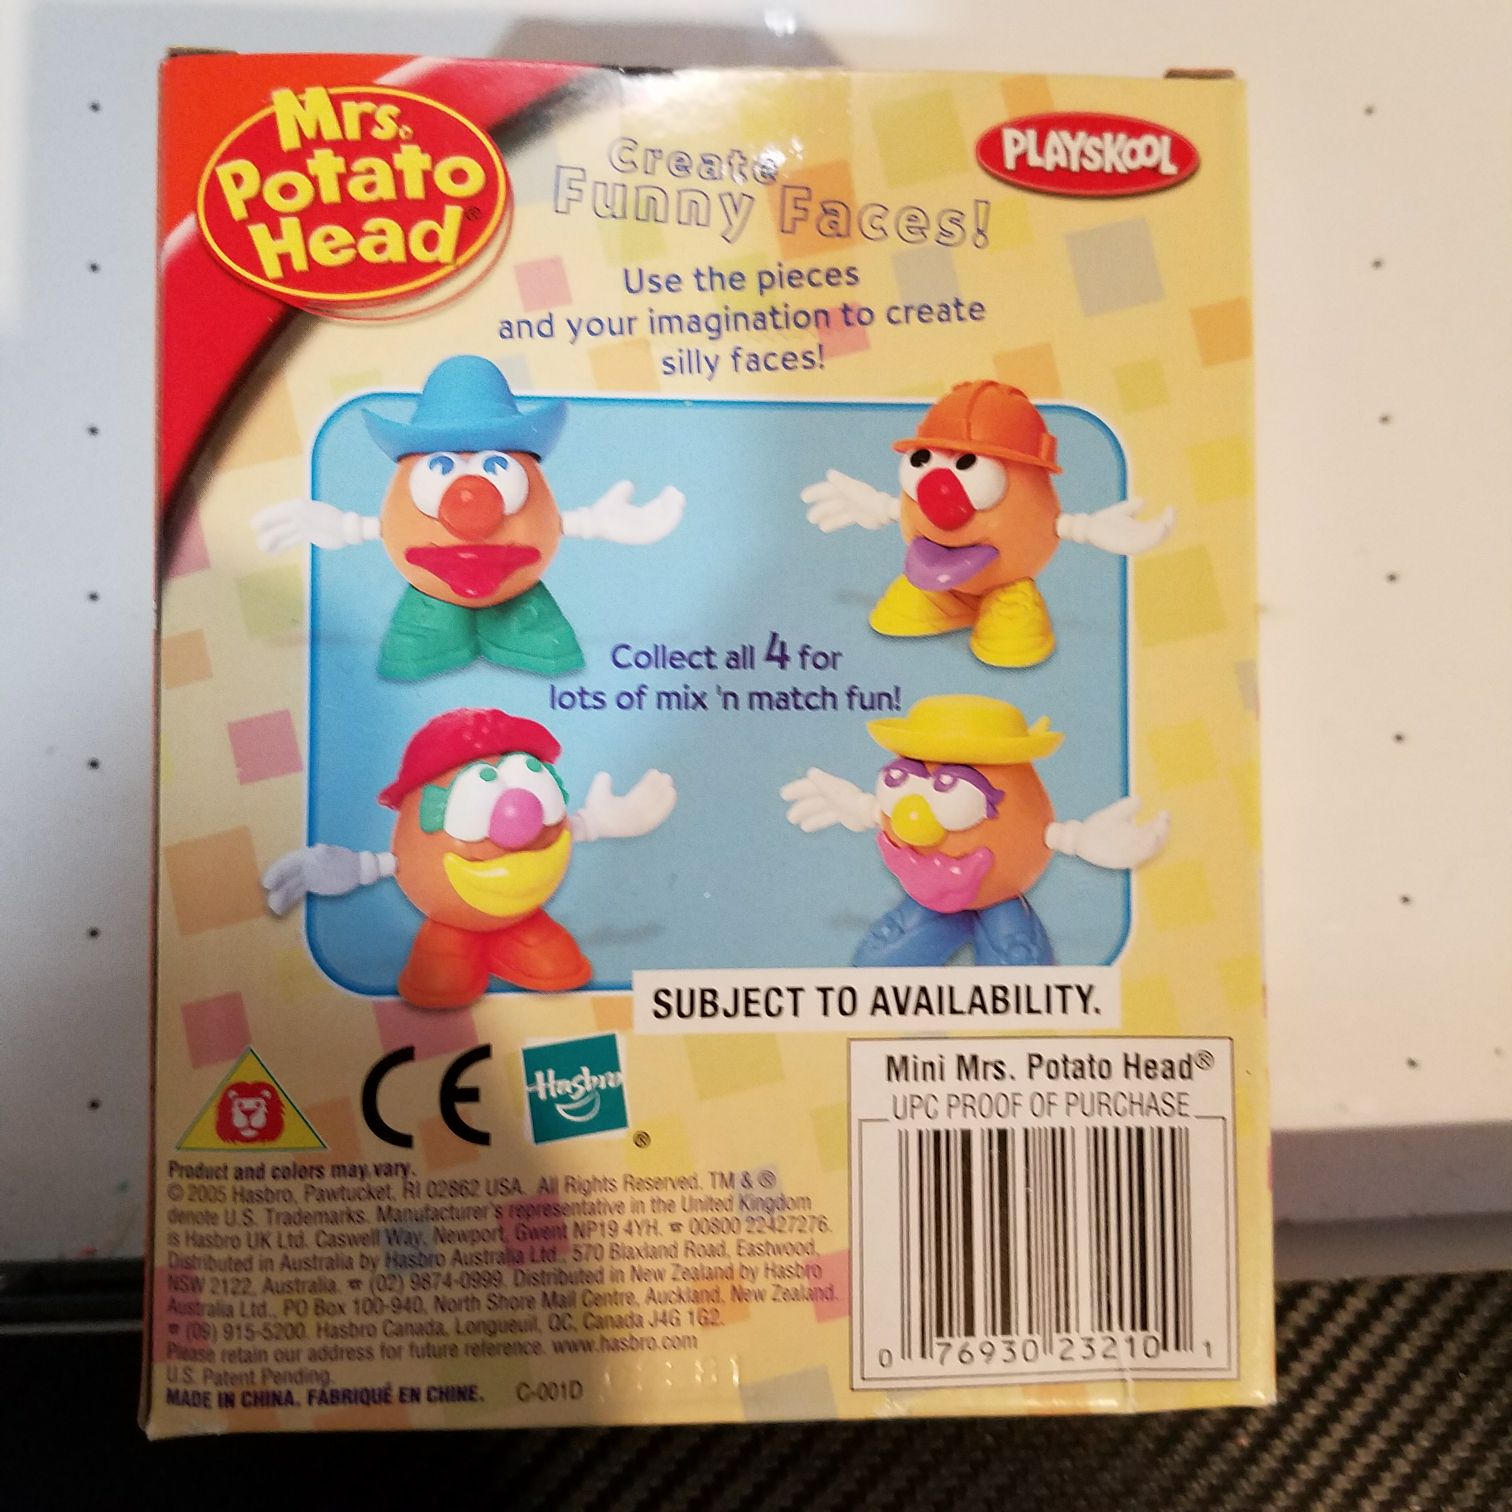 Mrs.
Potato
Head®
Create
Funny Faces!
PLAYSKOOL
Use the pieces
and your imagination to create
silly faces!
Collect all 4 for
lots of mix 'n match fun!
SUBJECT TO AVAILABILITY.
CE
Hasbro
®
Mini Mrs. Potato Head®
UPC PROOF OF PURCHASE
0 76930 23210 1
Product and colors may vary.
© 2005 Hasbro, Pawtucket, RI 02862 USA. All Rights Reserved. TM & ®
denote U.S. Trademarks. Manufacturer's representative in the United Kingdom
is Hasbro UK Ltd. Caswell Way, Newport, Gwent NP19 4YH. ☎ 00800 22427276.
Distributed in Australia by Hasbro Australia Ltd., 570 Blaxland Road, Eastwood,
NSW 2122, Australia. ☎ (02) 9874-0999. Distributed in New Zealand by Hasbro
Australia Ltd., PO Box 100-940, North Shore Mail Centre, Auckland, New Zealand.
☎ (09) 915-5200. Hasbro Canada, Longueuil, QC, Canada J4G 1G2.
Please retain our address for future reference. www.hasbro.com
U.S. Patent Pending.
MADE IN CHINA. FABRIQUÉ EN CHINE. C-001D